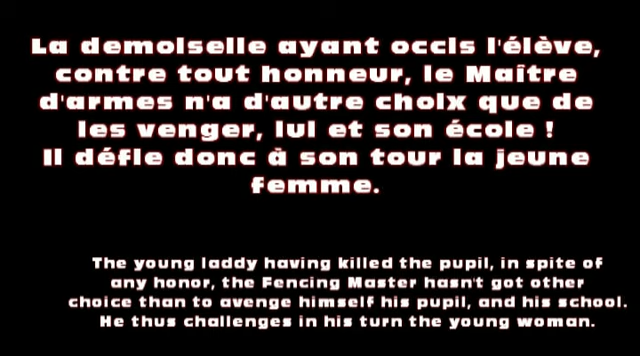 La demoiselle ayant occis l'élève,
contre tout honneur, le Maître
d'armes n'a d'autre choix que de
les venger, lui et son école !
Il défie donc à son tour la jeune
femme.
The young laddy having killed the pupil, in spite of
any honor, the Fencing Master hasn't got other
choice than to avenge himself his pupil, and his school.
He thus challenges in his turn the young woman.